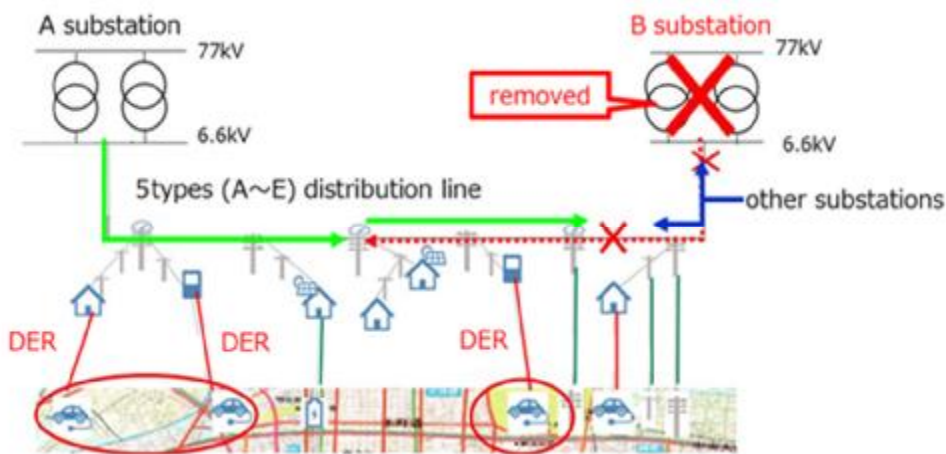 A substation
B substation
77kV
77kV
removed
6.6kV
6.6kV
5types (A～E) distribution line
other substations
DER
DER
DER